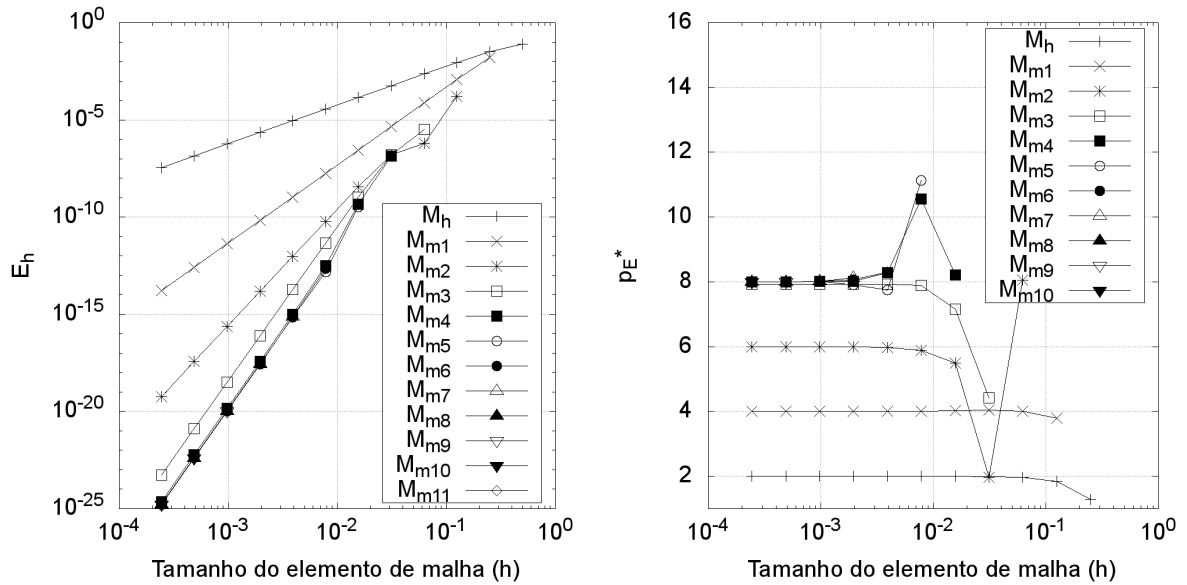 10^0
10^-5
10^-10
10^-15
10^-20
10^-25
E_h
10^-4
10^-3
10^-2
10^-1
10^0
Tamanho do elemento de malha (h)
M_h
M_m1
M_m2
M_m3
M_m4
M_m5
M_m6
M_m7
M_m8
M_m9
M_m10
M_m11
16
14
12
10
8
6
4
2
p_E*
10^-4
10^-3
10^-2
10^-1
10^0
Tamanho do elemento de malha (h)
M_h
M_m1
M_m2
M_m3
M_m4
M_m5
M_m6
M_m7
M_m8
M_m9
M_m10